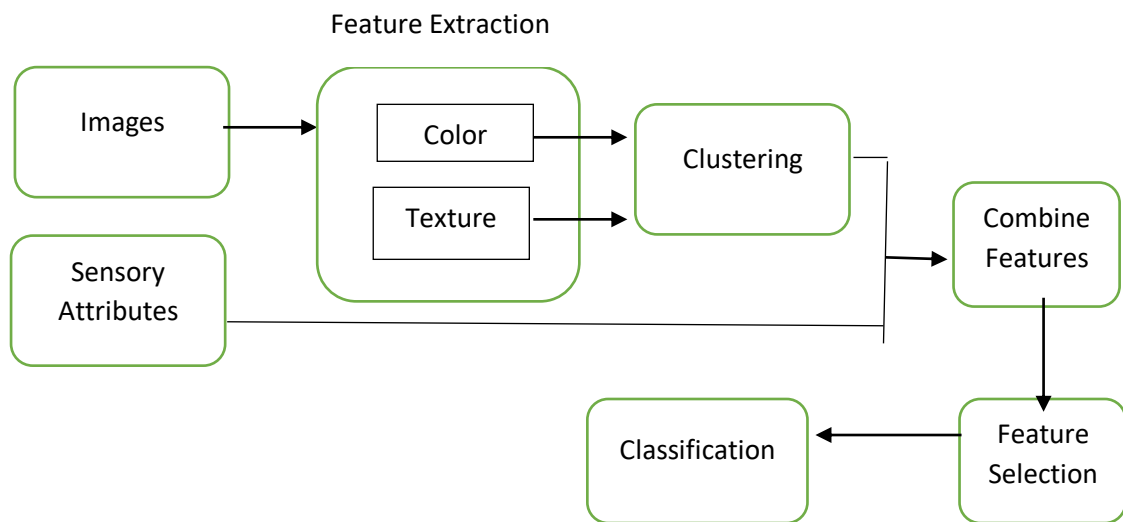 Feature Extraction
Images
Color
Texture
Clustering
Sensory
Attributes
Combine
Features
Classification
Feature
Selection